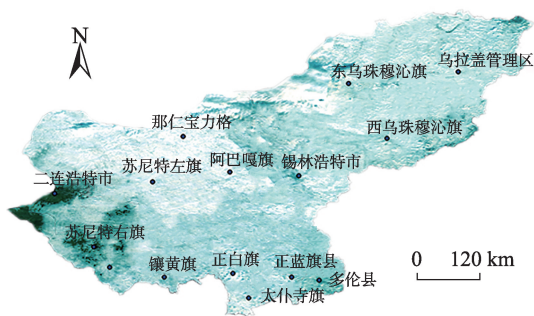 N
乌拉盖管理区
东乌珠穆沁旗
那仁宝力格
西乌珠穆沁旗
苏尼特左旗
阿巴嘎旗
锡林浩特市
二连浩特市
苏尼特右旗
镶黄旗
正白旗
正蓝旗县
多伦县
太仆寺旗
0 120 km